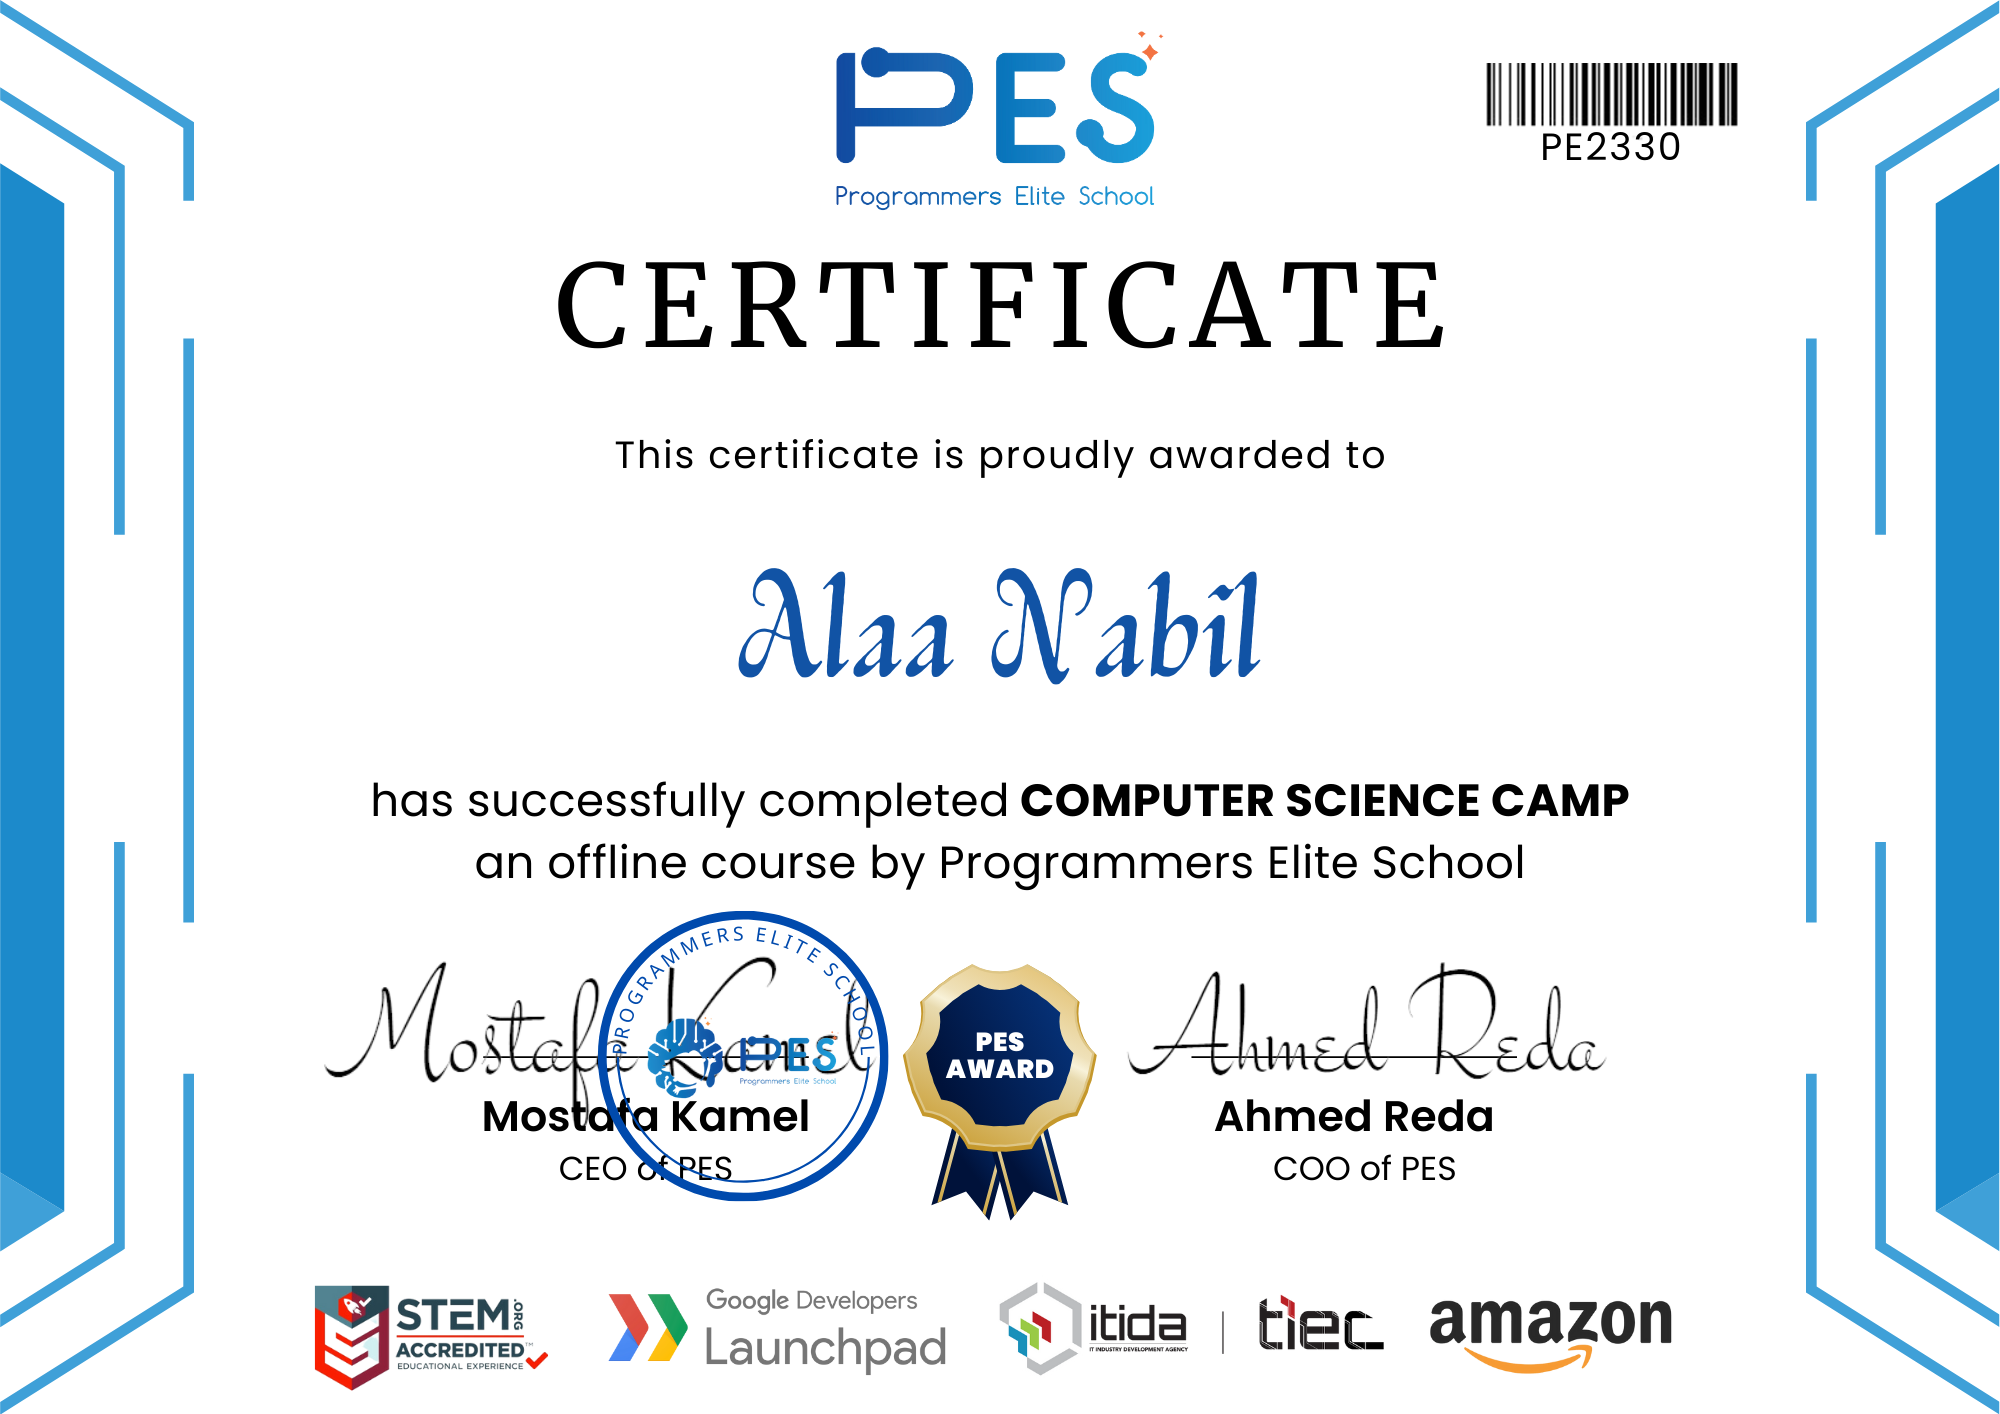 PES
Programmers Elite School
PE2330
CERTIFICATE
This certificate is proudly awarded to
Alaa Nabil
has successfully completed COMPUTER SCIENCE CAMP
an offline course by Programmers Elite School
Mostafa Kamel
PROGRAMMERS ELITE SCHOOL
PES
Programmers Elite School
PES
AWARD
Ahmed Reda
Mostafa Kamel
CEO of PES
Ahmed Reda
COO of PES
STEM.ORG
ACCREDITED™
EDUCATIONAL EXPERIENCE
Google Developers
Launchpad
itida
IT INDUSTRY DEVELOPMENT AGENCY
tiec
amazon